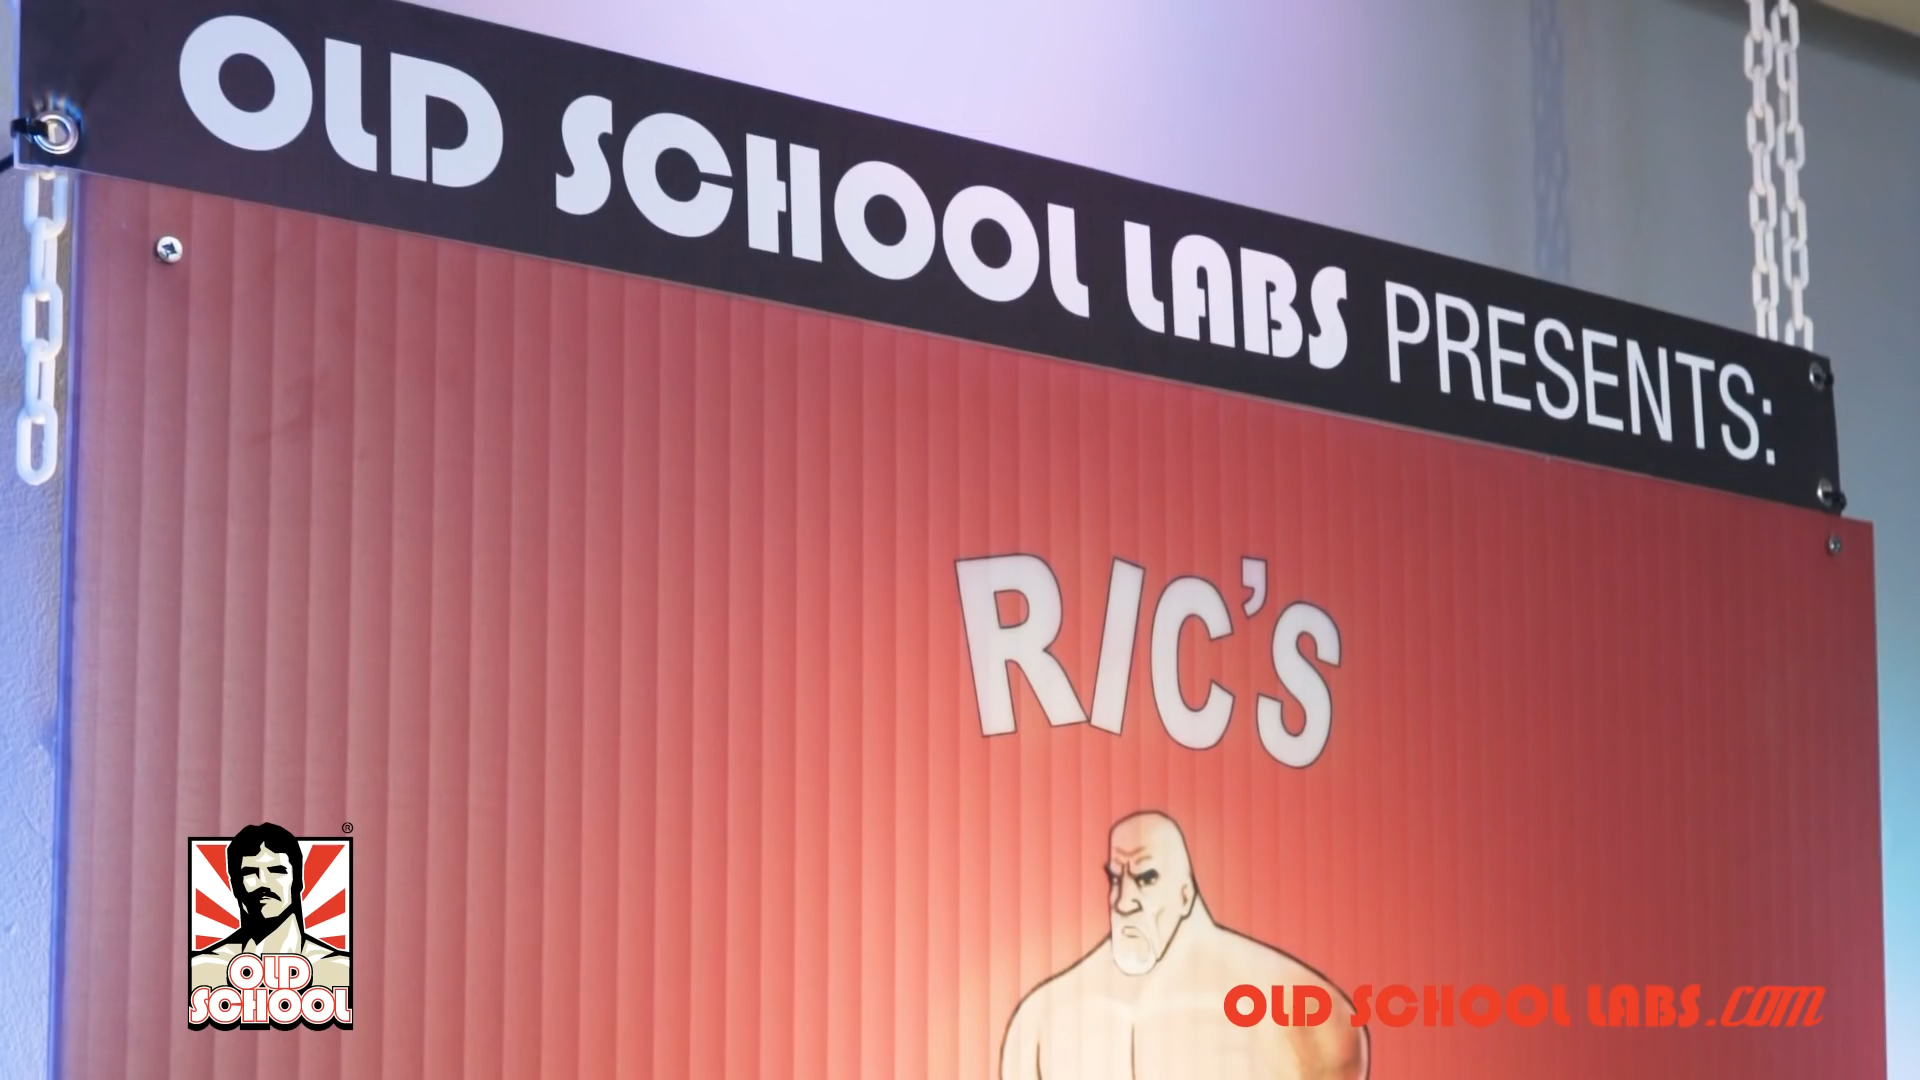 OLD SCHOOL LABS PRESENTS:
RIC'S
OLD
SCHOOL
®
OLD SCHOOL LABS.com